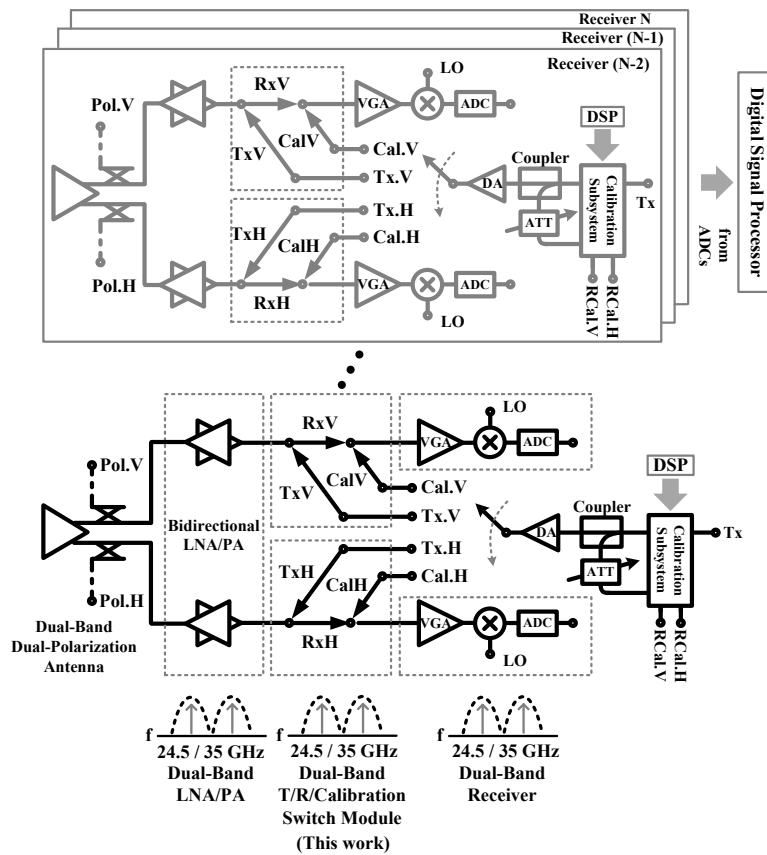 Receiver N
Receiver (N-1)
Receiver (N-2)
LO
Pol.V
RxV
VGA
ADC
CalV
Cal.V
TxV
Tx.V
DSP
Coupler
DA
ATT
Calibration
Subsystem
Tx
from
ADCs
Digital Signal Processor
Tx.H
TxH
CalH
Cal.H
Pol.H
RxH
VGA
ADC
LO
RCal.V
RCal.H
LO
RxV
VGA
ADC
Pol.V
CalV
Cal.V
TxV
Tx.V
DSP
Coupler
Bidirectional
LNA/PA
DA
ATT
Calibration
Subsystem
Tx
Tx.H
TxH
CalH
Cal.H
Pol.H
RxH
VGA
ADC
LO
RCal.V
RCal.H
Dual-Band
Dual-Polarization
Antenna
f
24.5 / 35 GHz
Dual-Band
LNA/PA
f
24.5 / 35 GHz
Dual-Band
T/R/Calibration
Switch Module
(This work)
f
24.5 / 35 GHz
Dual-Band
Receiver